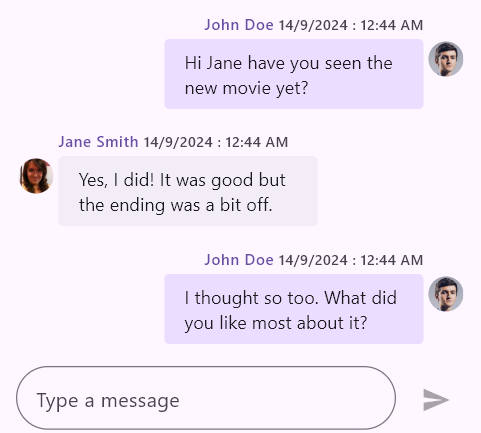 John Doe 14/9/2024 : 12:44 AM
Hi Jane have you seen the
new movie yet?
Jane Smith 14/9/2024 : 12:44 AM
Yes, I did! It was good but
the ending was a bit off.
John Doe 14/9/2024 : 12:44 AM
I thought so too. What did
you like most about it?
Type a message